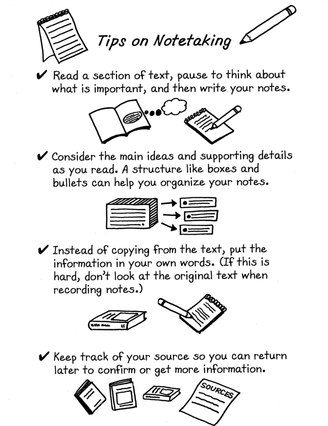 Tips on Notetaking
✔ Read a section of text, pause to think about
what is important, and then write your notes.
✔ Consider the main ideas and supporting details
as you read. A structure like boxes and
bullets can help you organize your notes.
✔ Instead of copying from the text, put the
information in your own words. (If this is
hard, don't look at the original text when
recording notes.)
✔ Keep track of your source so you can return
later to confirm or get more information.
SOURCES